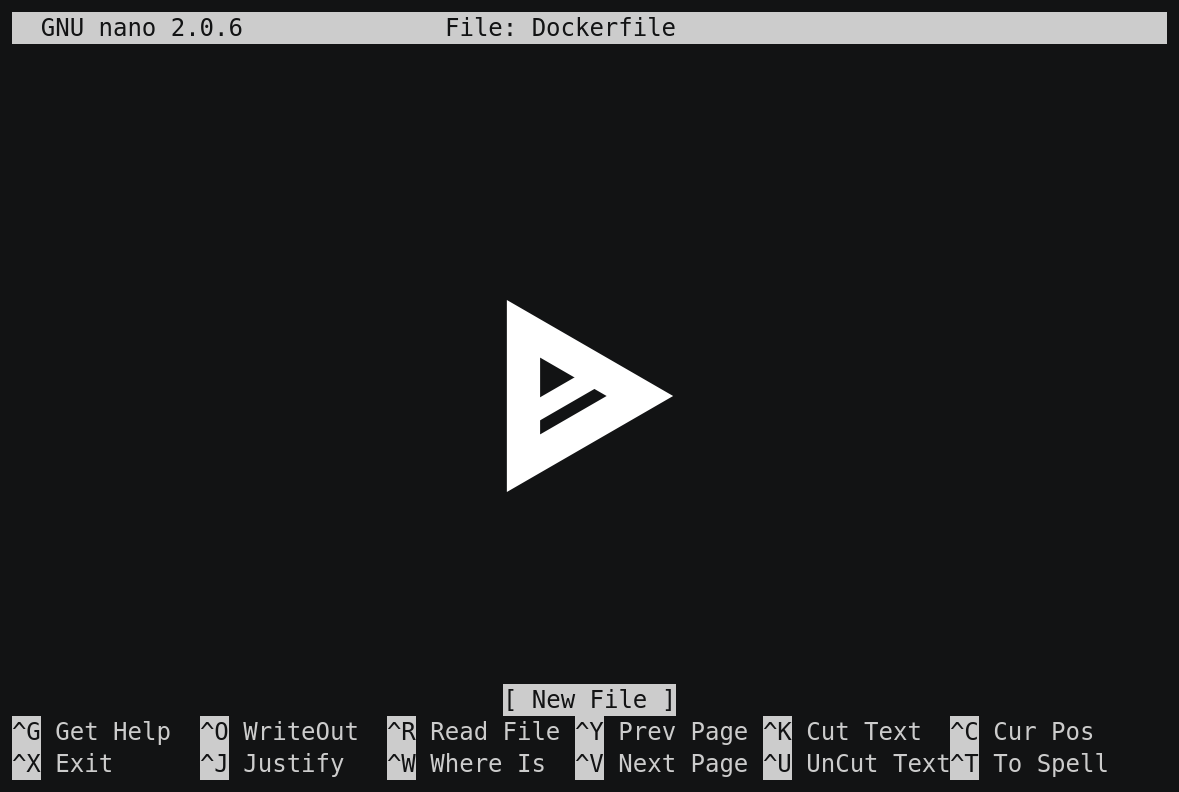 GNU nano 2.0.6 File: Dockerfile
[ New File ]
^G Get Help ^O WriteOut ^R Read File ^Y Prev Page ^K Cut Text ^C Cur Pos
^X Exit ^J Justify ^W Where Is ^V Next Page ^U UnCut Text^T To Spell